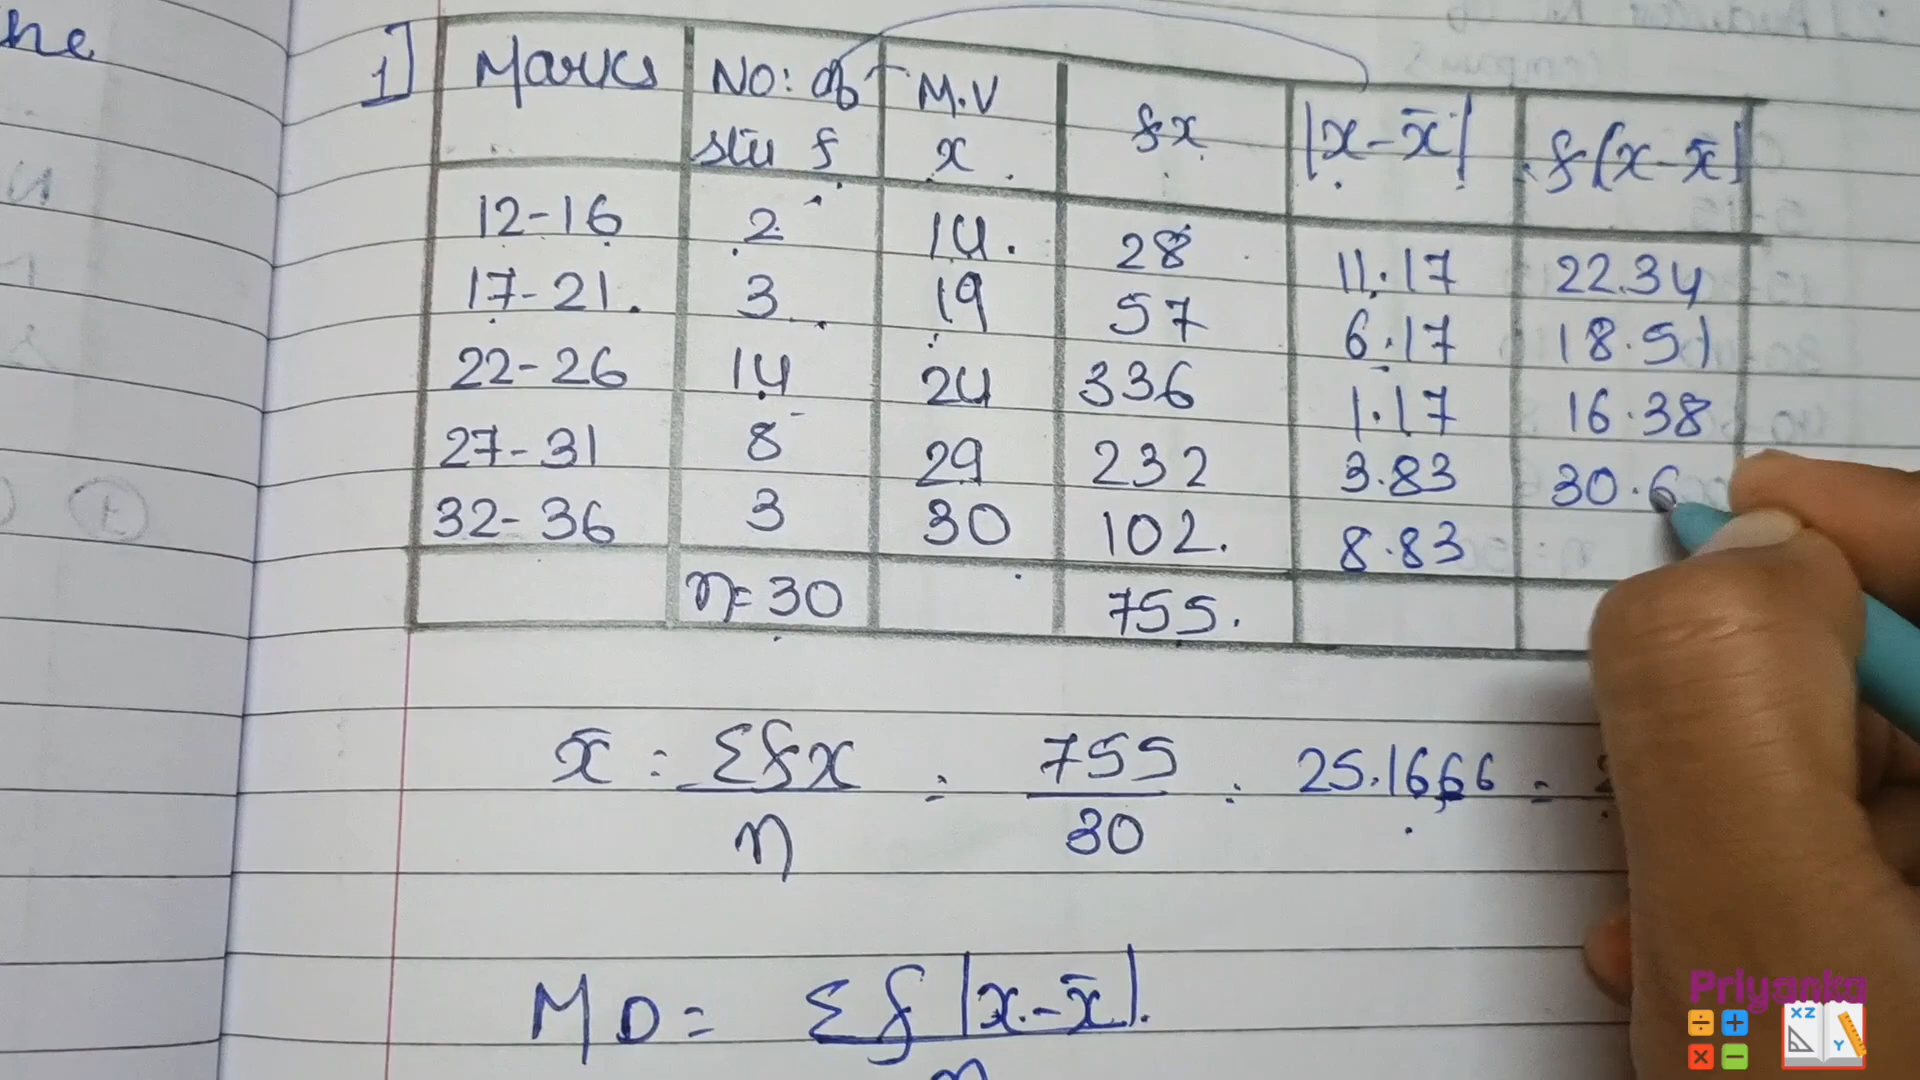 he
1]
Marks | No: of stu f | M.V x | fx | |x-x̄| | f|x-x̄|
12-16 | 2 | 14. | 28 | 11.17 | 22.34
17-21. | 3 | 19 | 57 | 6.17 | 18.51
22-26 | 14 | 24 | 336 | 1.17 | 16.38
27-31 | 8 | 29 | 232 | 3.83 | 30.6
32-36 | 3 | 30 | 102. | 8.83
n=30 | 755.
x̄ = Σfx / n = 755 / 30 = 25.1666 =
MD = Σf|x-x̄|. / n
Priyanka
XZ
Y